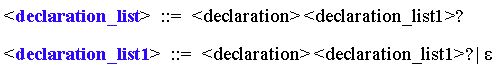 <declaration_list> ::= <declaration><declaration_list1>?
<declaration_list1> ::= <declaration><declaration_list1>?| ε